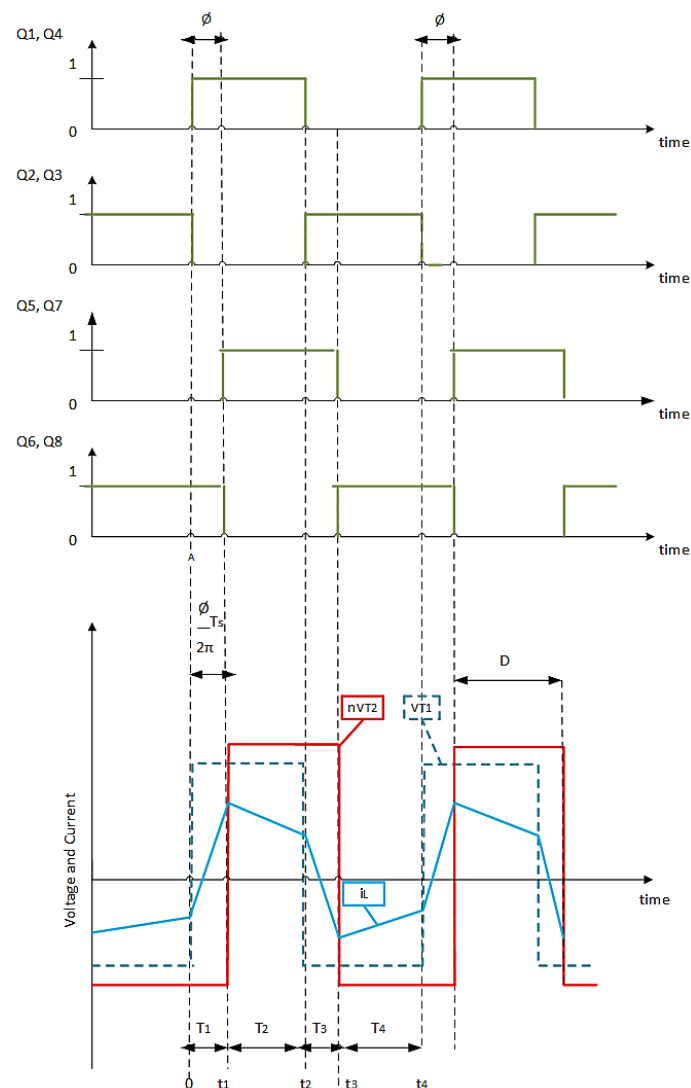 Ø Ø
Q1, Q4
1
0
time
Q2, Q3
1
0
time
Q5, Q7
1
0
time
Q6, Q8
1
0
time
A
Ø
Ts
2π
D
nVT2
VT1
Voltage and Current
iL
time
T1 T2 T3 T4
0 t1 t2 t3 t4